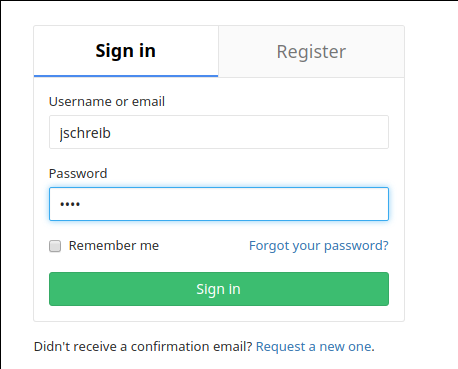 Sign in Register
Username or email
jschreib
Password
••••
Remember me Forgot your password?
Sign in
Didn't receive a confirmation email? Request a new one.